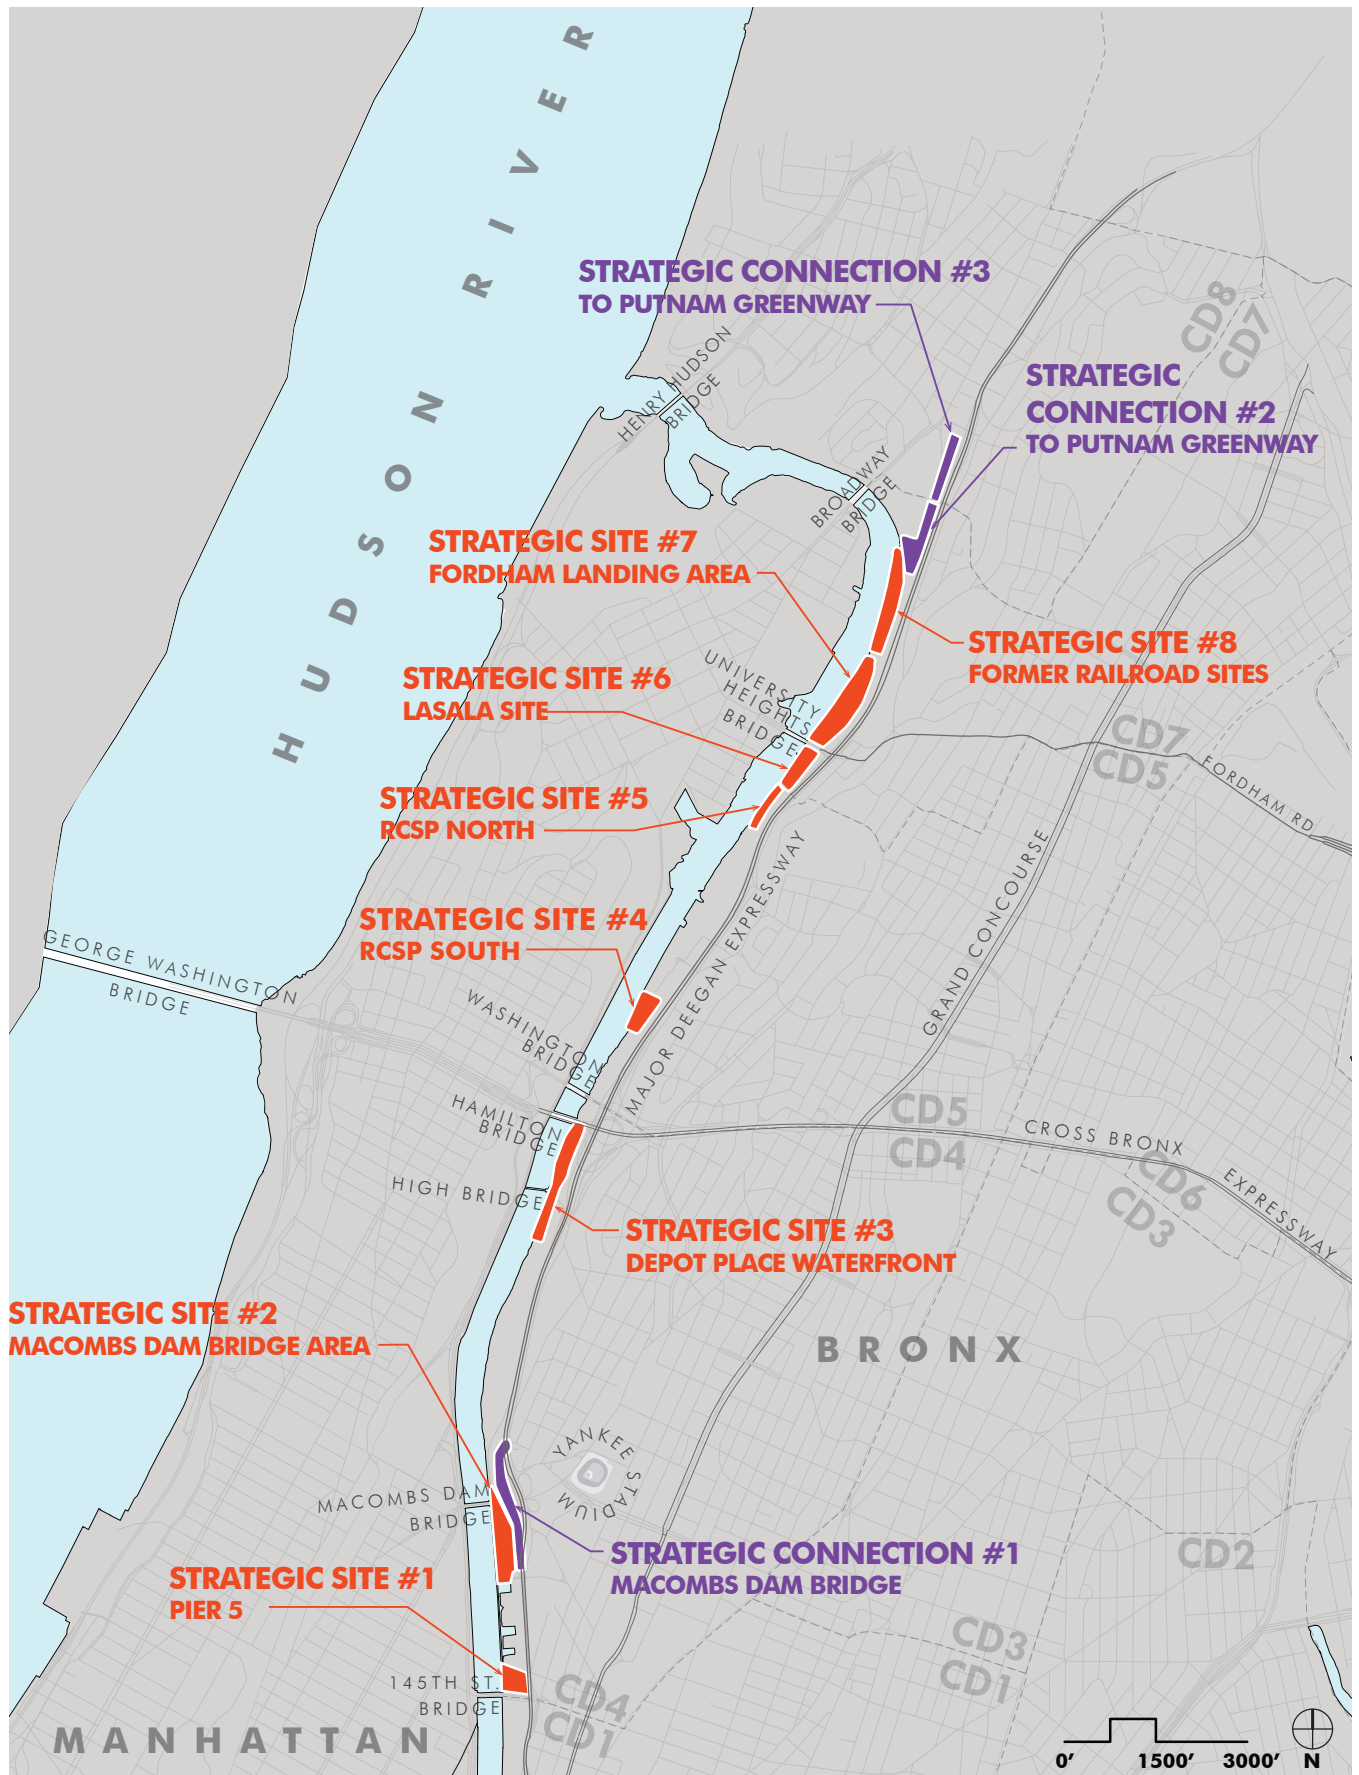 HUDSON RIVER
STRATEGIC CONNECTION #3
TO PUTNAM GREENWAY
CD8
CD7
HENRY HUDSON
BRIDGE
STRATEGIC
CONNECTION #2
TO PUTNAM GREENWAY
BROADWAY
BRIDGE
STRATEGIC SITE #7
FORDHAM LANDING AREA
STRATEGIC SITE #8
FORMER RAILROAD SITES
UNIVERSITY
HEIGHTS
BRIDGE
STRATEGIC SITE #6
LASALA SITE
CD7
CD5
FORDHAM RD
STRATEGIC SITE #5
RCSP NORTH
MAJOR DEEGAN EXPRESSWAY
GRAND CONCOURSE
STRATEGIC SITE #4
RCSP SOUTH
GEORGE WASHINGTON
BRIDGE
WASHINGTON
BRIDGE
HAMILTON
BRIDGE
CD5
CD4
CROSS BRONX
EXPRESSWAY
CD6
CD3
HIGH BRIDGE
STRATEGIC SITE #3
DEPOT PLACE WATERFRONT
STRATEGIC SITE #2
MACOMBS DAM BRIDGE AREA
BRONX
YANKEE STADIUM
MACOMBS DAM
BRIDGE
STRATEGIC CONNECTION #1
MACOMBS DAM BRIDGE
CD2
STRATEGIC SITE #1
PIER 5
CD3
CD1
145TH ST.
BRIDGE
CD4
CD1
MANHATTAN
0' 1500' 3000' N